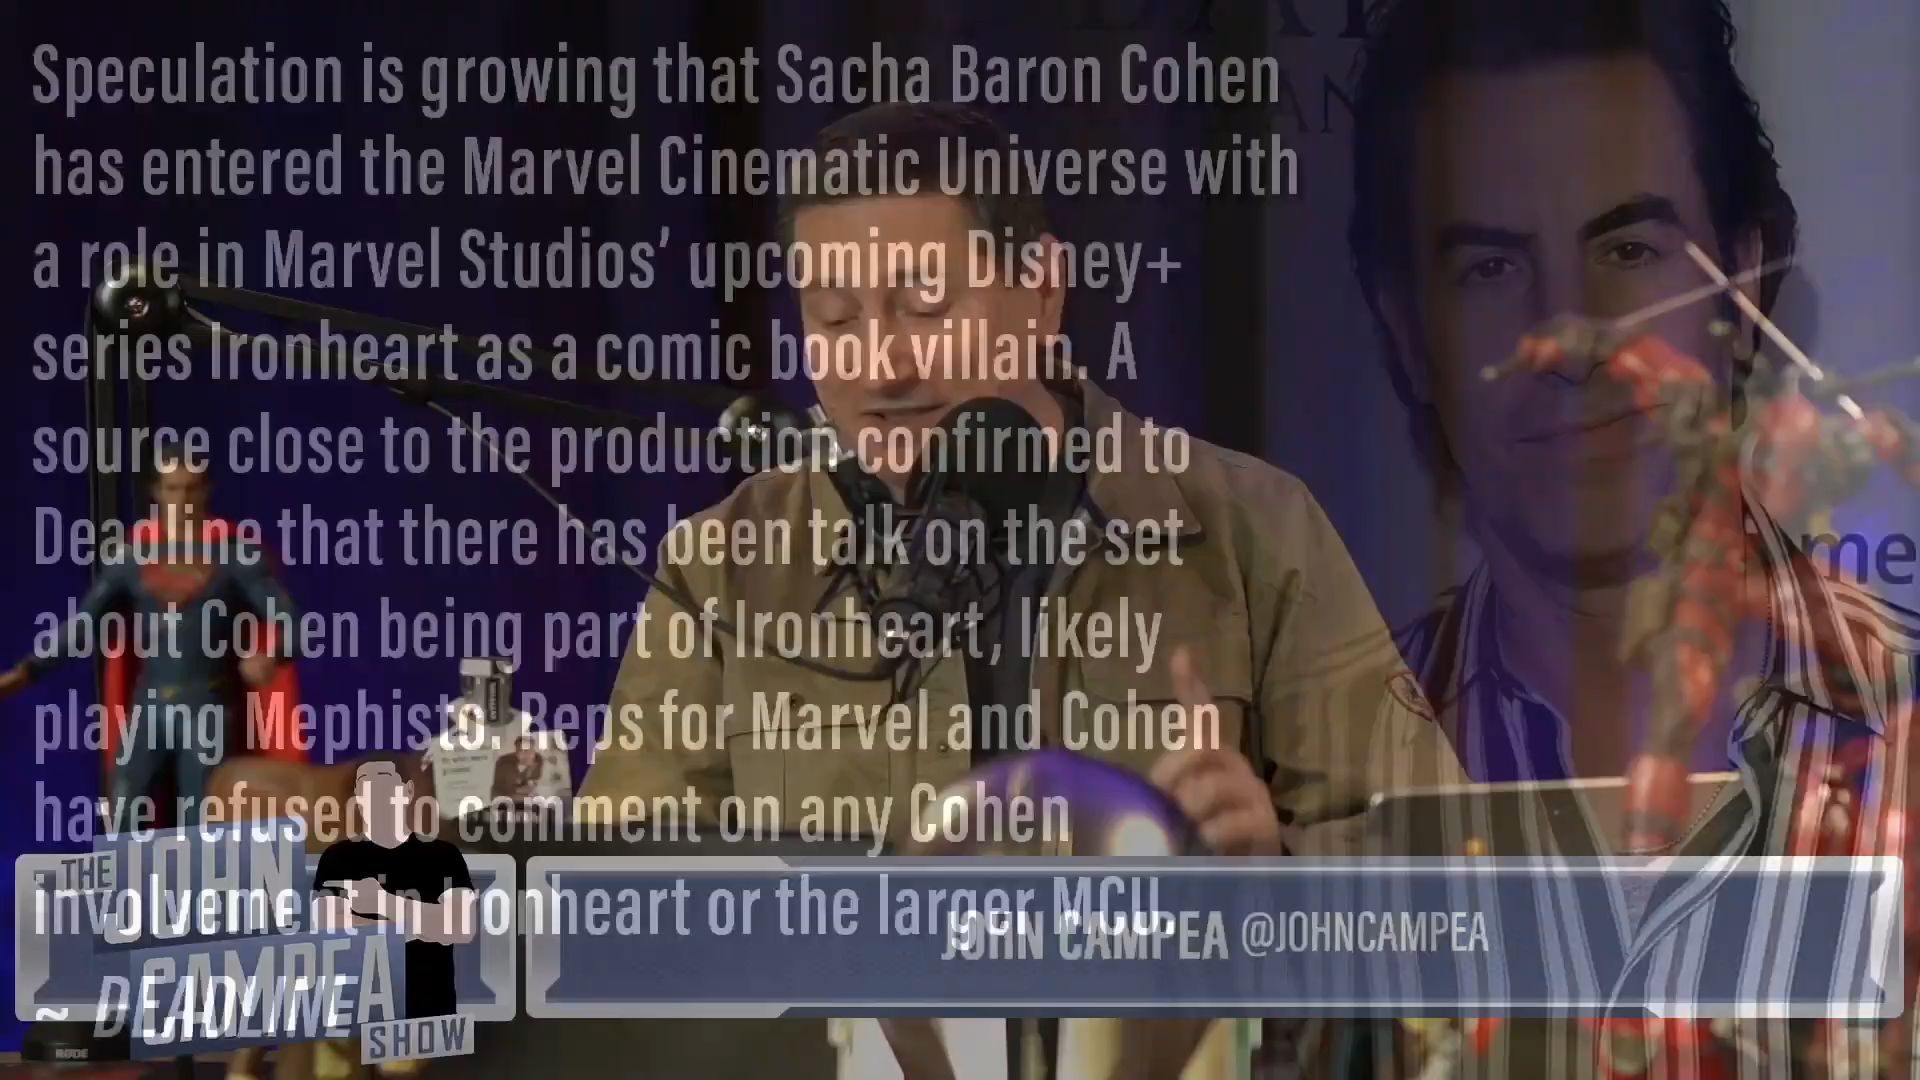 Speculation is growing that Sacha Baron Cohen
has entered the Marvel Cinematic Universe with
a role in Marvel Studios’ upcoming Disney+
series Ironheart as a comic book villain. A
source close to the production confirmed to
Deadline that there has been talk on the set
about Cohen being part of Ironheart, likely
playing Mephisto. Reps for Marvel and Cohen
have refused to comment on any Cohen
involvement in Ironheart or the larger MCU.
~ DEADLINE
THE
JOHN
CAMPEA
SHOW
JOHN CAMPEA @JOHNCAMPEA
me
RØDE